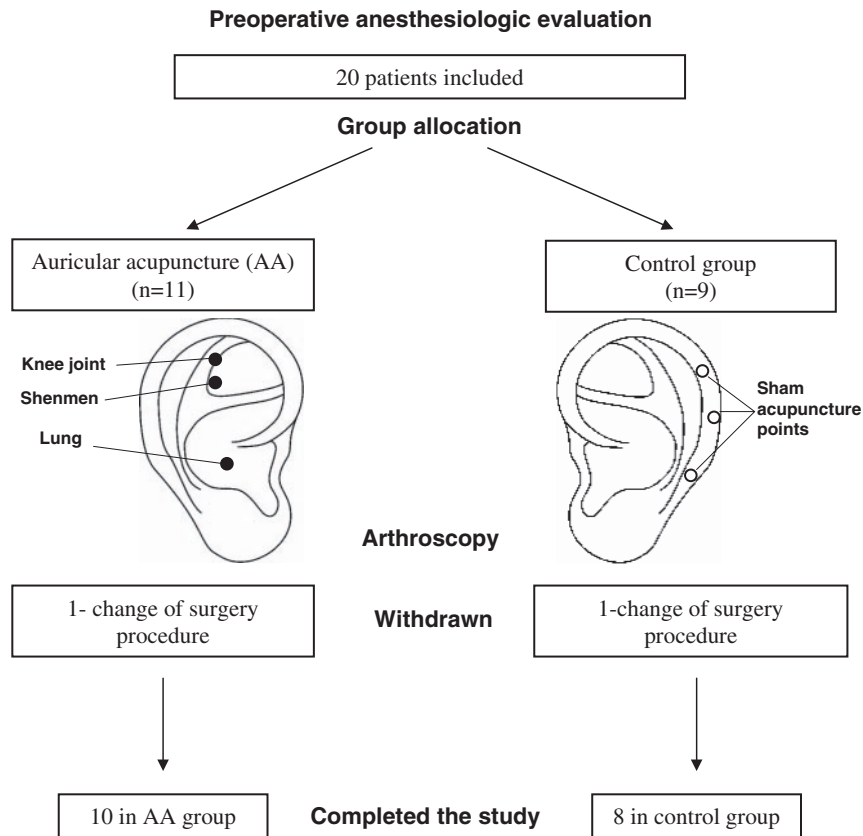 Preoperative anesthesiologic evaluation
20 patients included
Group allocation
Auricular acupuncture (AA)
(n=11)
Control group
(n=9)
Knee joint
Shenmen
Lung
Sham
acupuncture
points
Arthroscopy
1- change of surgery
procedure
Withdrawn
1-change of surgery
procedure
10 in AA group
Completed the study
8 in control group